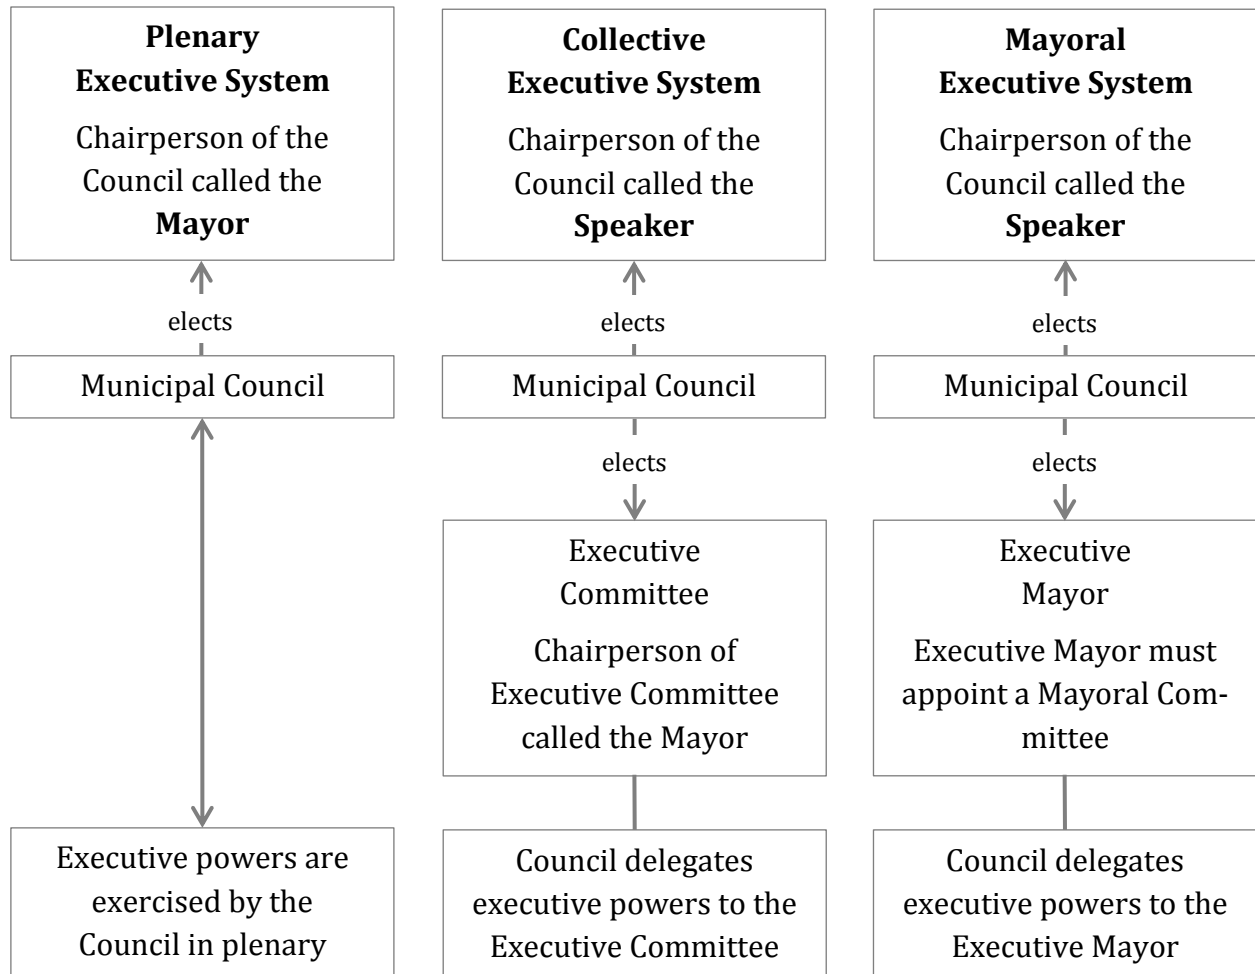 Plenary
Executive System
Chairperson of the
Council called the
Mayor
elects
Municipal Council
Executive powers are
exercised by the
Council in plenary
Collective
Executive System
Chairperson of the
Council called the
Speaker
elects
Municipal Council
elects
Executive
Committee
Chairperson of
Executive Committee
called the Mayor
Council delegates
executive powers to the
Executive Committee
Mayoral
Executive System
Chairperson of the
Council called the
Speaker
elects
Municipal Council
elects
Executive
Mayor
Executive Mayor must
appoint a Mayoral Com-
mittee
Council delegates
executive powers to the
Executive Mayor